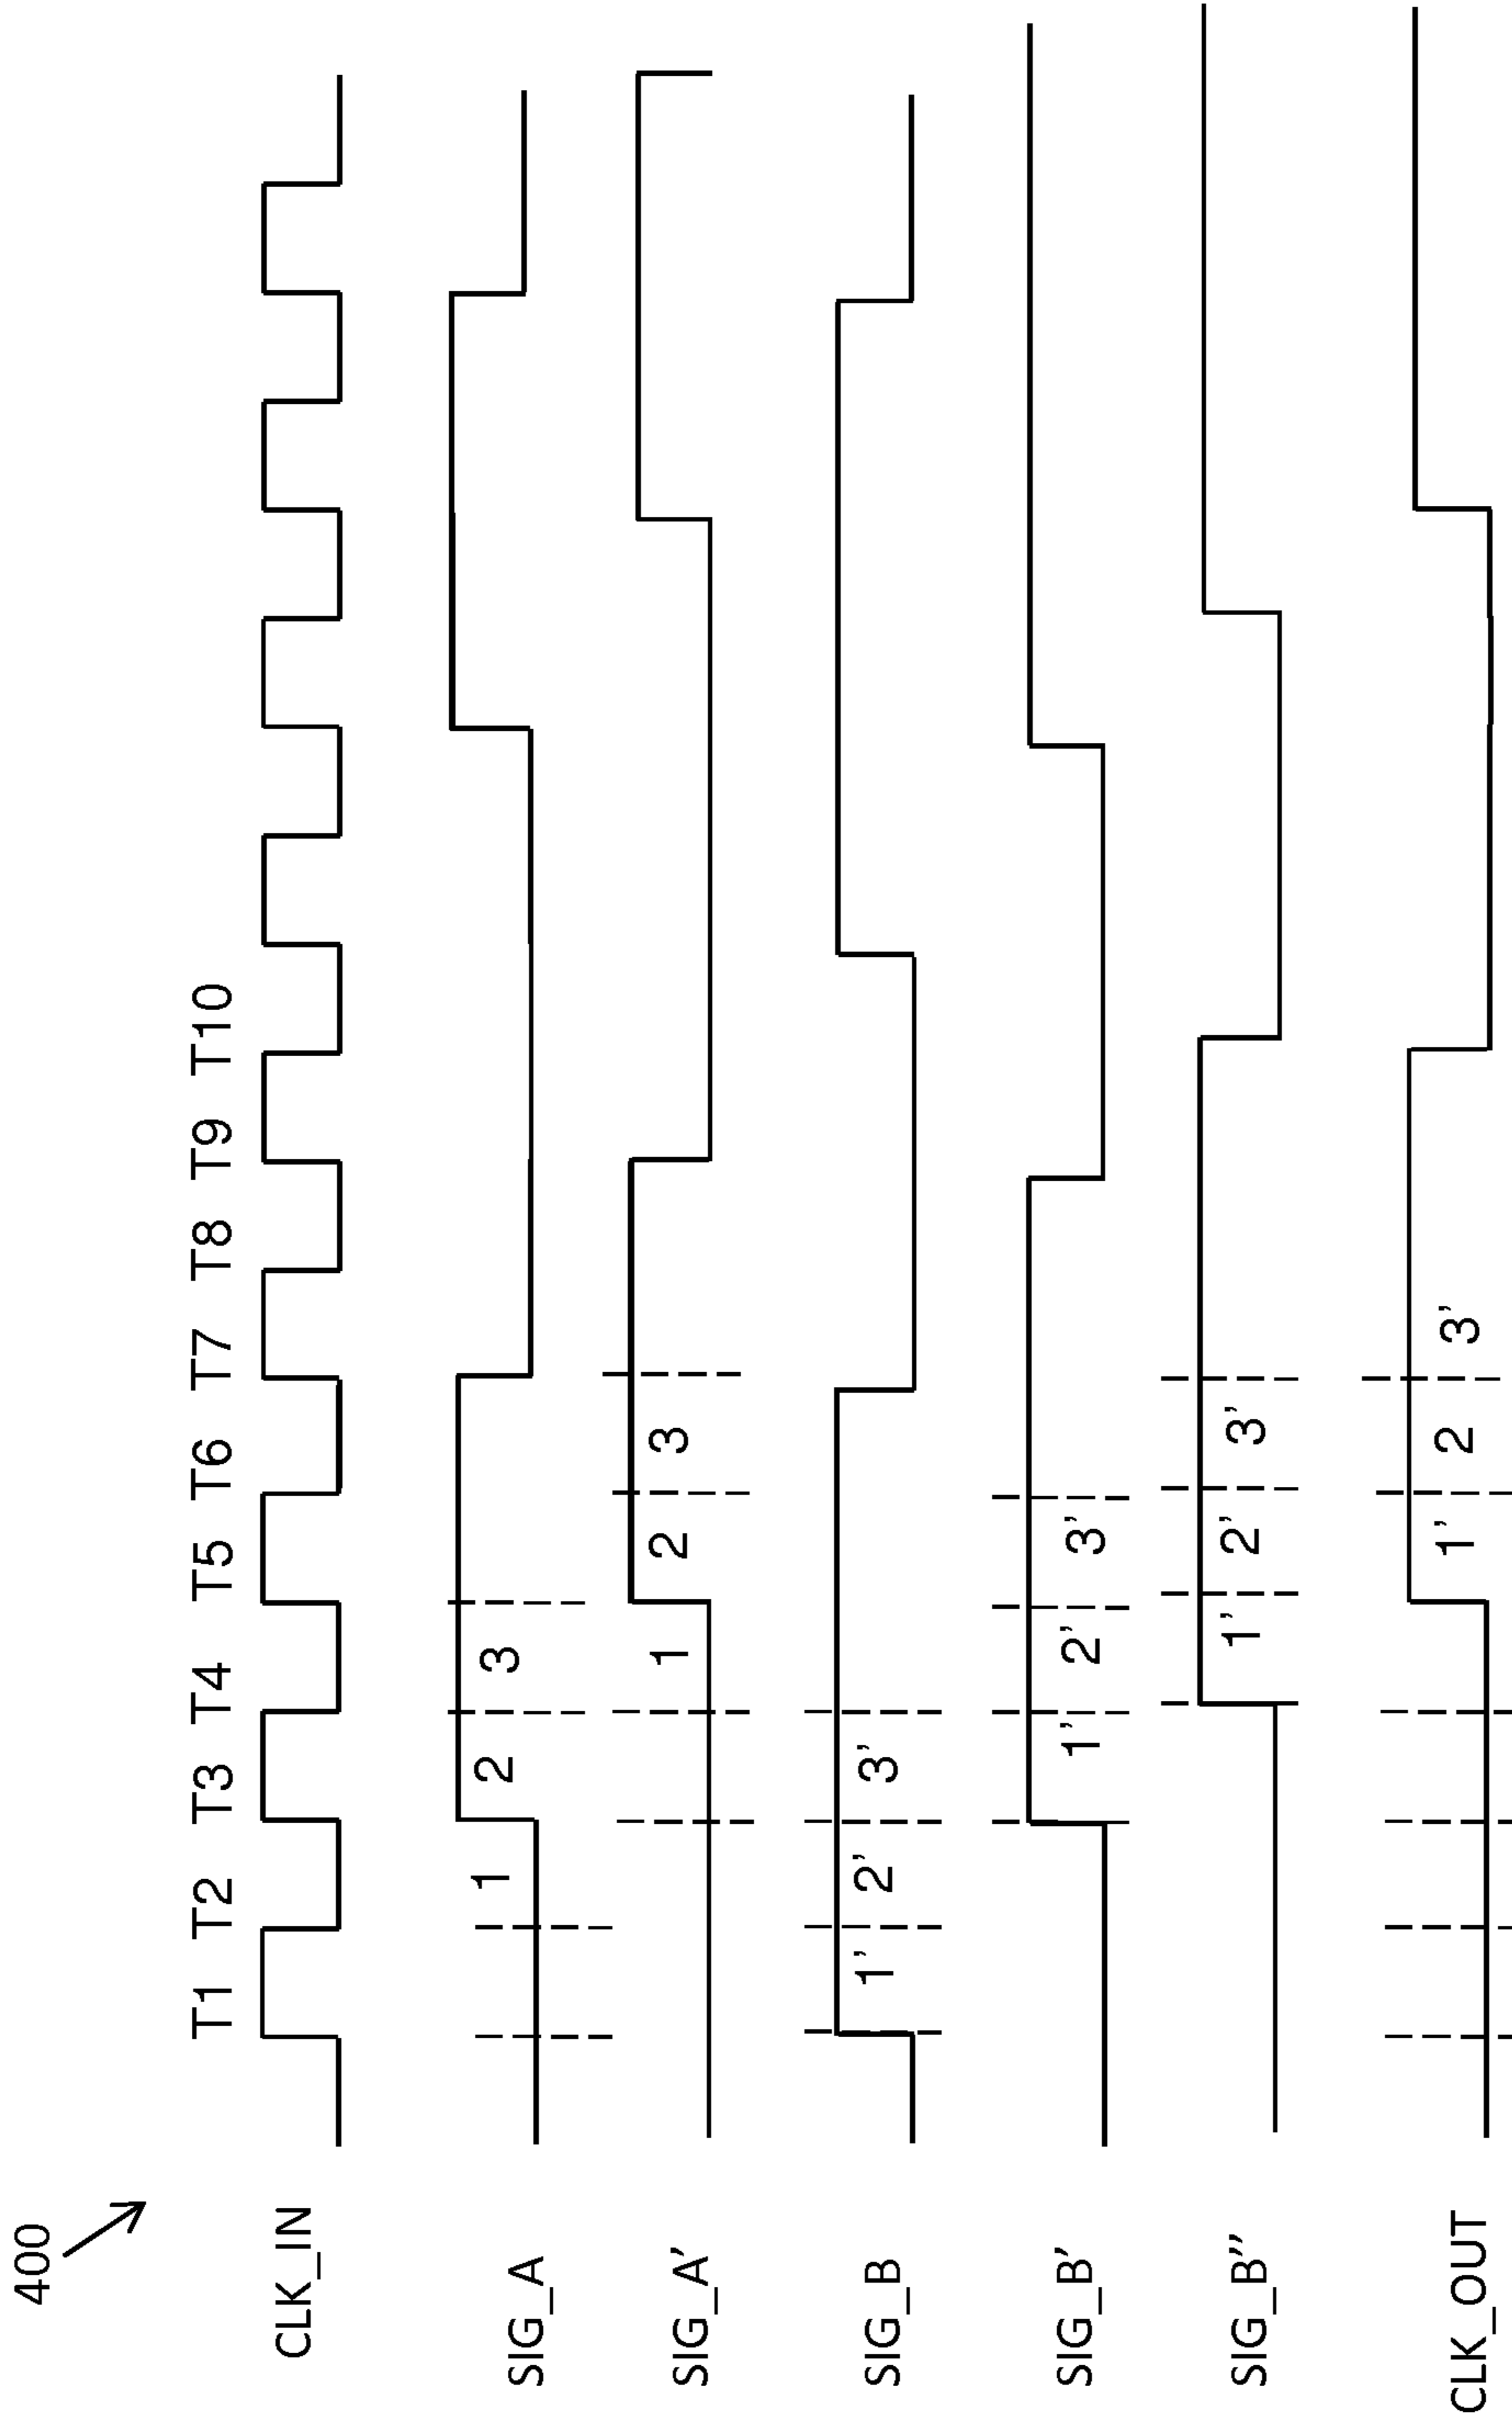 400
T1 T2 T3 T4 T5 T6 T7 T8 T9 T10
CLK_IN
SIG_A 1 2 3
SIG_A' 1 2 3
SIG_B 1' 2' 3'
SIG_B' 1' 2' 3'
SIG_B'' 1' 2' 3'
CLK_OUT 1' 2 3'